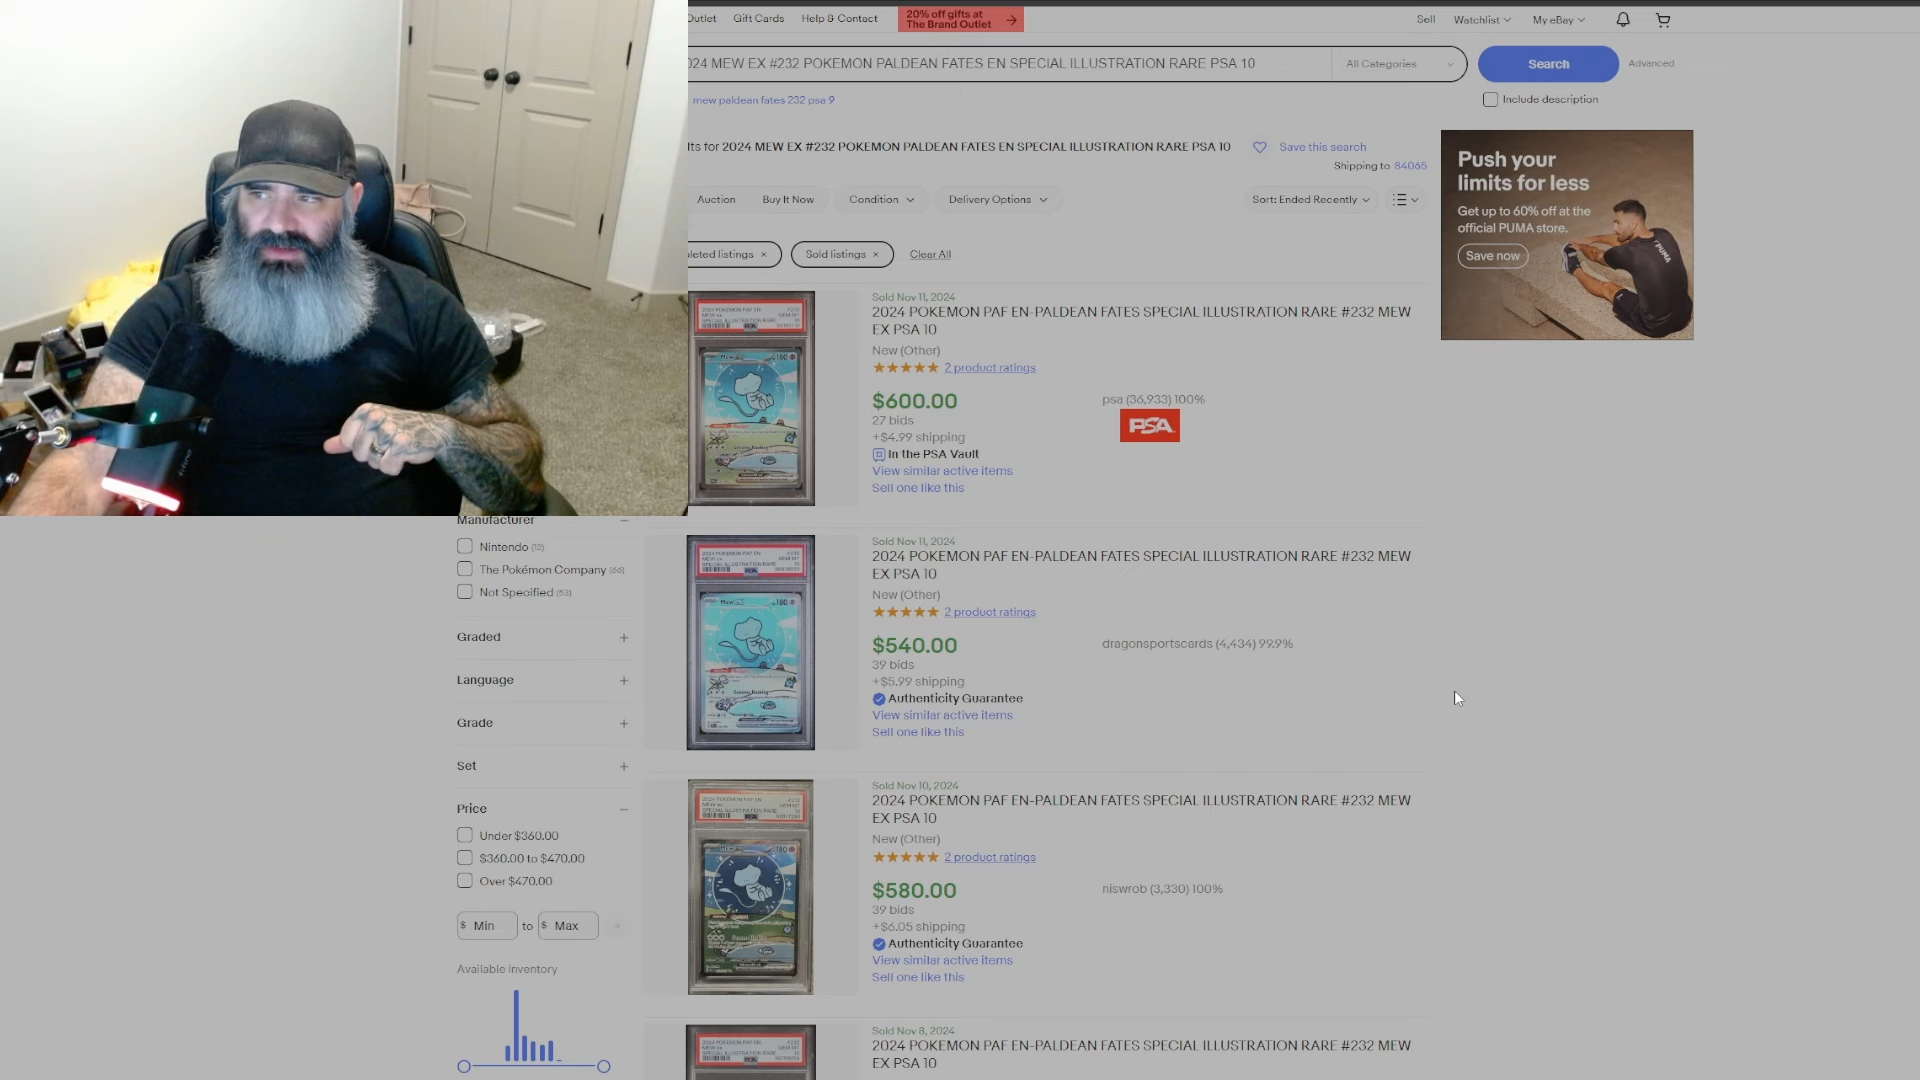 Outlet Gift Cards Help & Contact
20% off gifts at
The Brand Outlet
Sell Watchlist My eBay
024 MEW EX #232 POKEMON PALDEAN FATES EN SPECIAL ILLUSTRATION RARE PSA 10
All Categories
Search
Advanced
mew paldean fates 232 psa 9
Include description
lts for 2024 MEW EX #232 POKEMON PALDEAN FATES EN SPECIAL ILLUSTRATION RARE PSA 10
Save this search
Shipping to 84065
Auction Buy It Now Condition Delivery Options
Sort: Ended Recently
leted listings × Sold listings × Clear All
Push your
limits for less
Get up to 60% off at the
official PUMA store.
Save now
PUMA
Sold Nov 11, 2024
2024 POKEMON PAF EN-PALDEAN FATES SPECIAL ILLUSTRATION RARE #232 MEW
EX PSA 10
New (Other)
2 product ratings
$600.00
27 bids
+$4.99 shipping
In the PSA Vault
View similar active items
Sell one like this
psa (36,933) 100%
PSA
Manufacturer
Nintendo (12)
The Pokémon Company (66)
Not Specified (53)
Graded
Language
Grade
Set
Price
Under $360.00
$360.00 to $470.00
Over $470.00
$ Min to $ Max
Available inventory
Sold Nov 11, 2024
2024 POKEMON PAF EN-PALDEAN FATES SPECIAL ILLUSTRATION RARE #232 MEW
EX PSA 10
New (Other)
2 product ratings
$540.00
39 bids
+$5.99 shipping
Authenticity Guarantee
View similar active items
Sell one like this
dragonsportscards (4,434) 99.9%
Sold Nov 10, 2024
2024 POKEMON PAF EN-PALDEAN FATES SPECIAL ILLUSTRATION RARE #232 MEW
EX PSA 10
New (Other)
2 product ratings
$580.00
39 bids
+$6.05 shipping
Authenticity Guarantee
View similar active items
Sell one like this
niswrob (3,330) 100%
Sold Nov 8, 2024
2024 POKEMON PAF EN-PALDEAN FATES SPECIAL ILLUSTRATION RARE #232 MEW
EX PSA 10